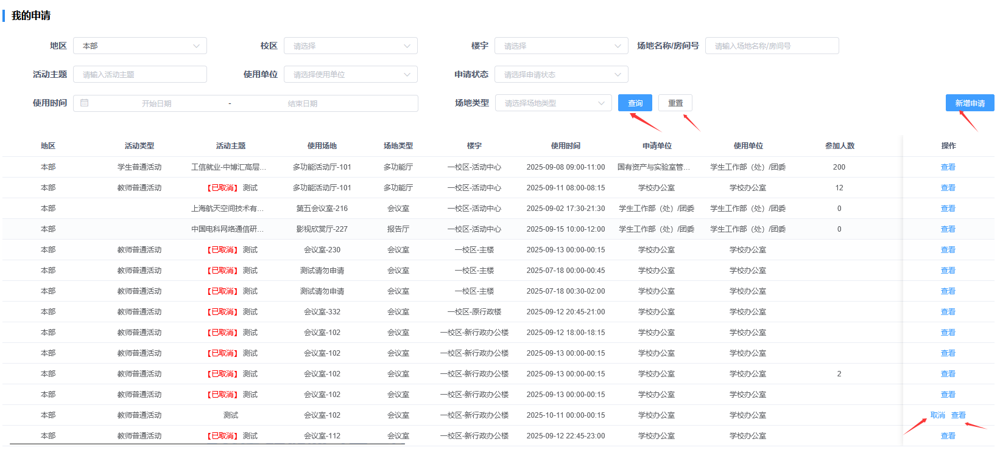 我的申请
地区 本部 校区 请选择 楼宇 请选择 场地名称/房间号 请输入场地名称/房间号
活动主题 请输入活动主题 使用单位 请选择使用单位 申请状态 请选择申请状态
使用时间 开始日期 - 结束日期 场地类型 请选择场地类型 查询 重置 新增申请
地区 活动类型 活动主题 使用场地 场地类型 楼宇 使用时间 申请单位 使用单位 参加人数 操作
本部 学生普通活动 工信就业-中博汇高层... 多功能活动厅-101 多功能厅 一校区-活动中心 2025-09-08 09:00-11:00 国有资产与实验室管... 学生工作部（处）/团委 200 查看
本部 教师普通活动 【已取消】 测试 多功能活动厅-101 多功能厅 一校区-活动中心 2025-09-11 08:00-08:15 学校办公室 学校办公室 12 查看
本部 上海航天空间技术有... 第五会议室-216 会议室 一校区-活动中心 2025-09-02 17:30-21:30 学生工作部（处）/团委 学生工作部（处）/团委 0 查看
本部 中国电科网络通信研... 影视欣赏厅-227 报告厅 一校区-活动中心 2025-09-15 10:00-12:00 学生工作部（处）/团委 学生工作部（处）/团委 0 查看
本部 教师普通活动 【已取消】 测试 会议室-230 会议室 一校区-主楼 2025-09-13 00:00-00:15 学校办公室 学校办公室 查看
本部 教师普通活动 【已取消】 测试 测试请勿申请 会议室 一校区-主楼 2025-07-18 00:00-00:45 学校办公室 学校办公室 查看
本部 教师普通活动 【已取消】 测试 测试请勿申请 会议室 一校区-主楼 2025-07-18 00:30-02:00 学校办公室 学校办公室 查看
本部 教师普通活动 【已取消】 测试 会议室-332 会议室 一校区-原行政楼 2025-09-12 20:45-21:00 学校办公室 学校办公室 查看
本部 教师普通活动 【已取消】 测试 会议室-102 会议室 一校区-新行政办公楼 2025-09-12 18:00-18:15 学校办公室 学校办公室 查看
本部 教师普通活动 【已取消】 测试 会议室-102 会议室 一校区-新行政办公楼 2025-09-13 00:00-00:15 学校办公室 学校办公室 查看
本部 教师普通活动 【已取消】 测试 会议室-102 会议室 一校区-新行政办公楼 2025-09-13 00:00-00:15 学校办公室 学校办公室 2 查看
本部 教师普通活动 【已取消】 测试 会议室-102 会议室 一校区-新行政办公楼 2025-09-13 00:00-00:15 学校办公室 学校办公室 查看
本部 教师普通活动 测试 会议室-102 会议室 一校区-新行政办公楼 2025-10-11 00:00-00:15 学校办公室 学校办公室 取消 查看
本部 教师普通活动 【已取消】 测试 会议室-112 会议室 一校区-新行政办公楼 2025-09-12 22:45-23:00 学校办公室 学校办公室 查看